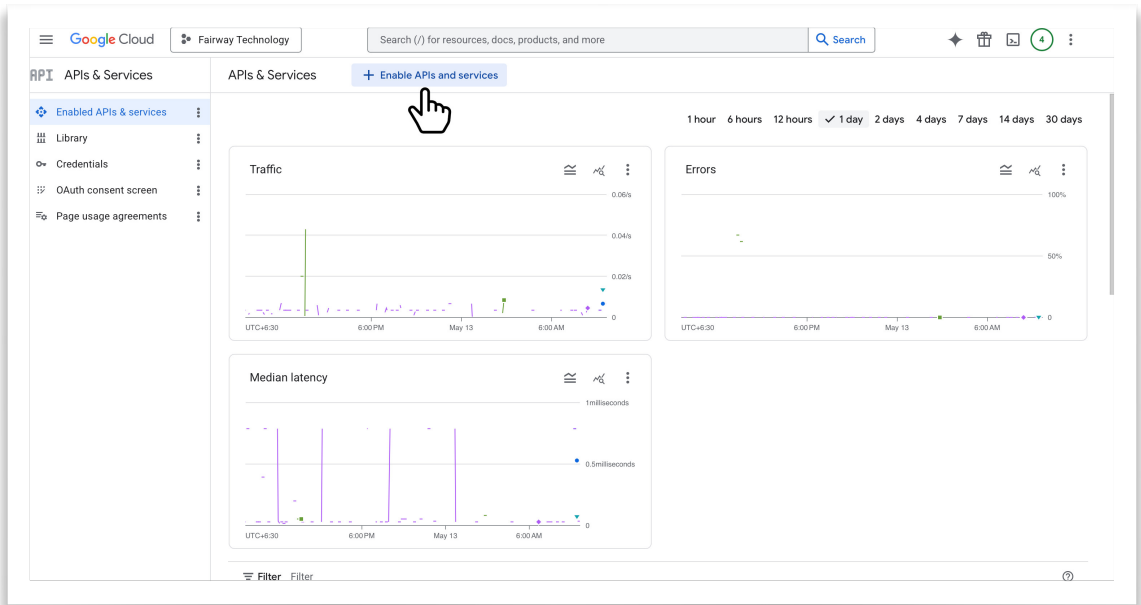 Google Cloud
Fairway Technology
Search (/) for resources, docs, products, and more
Search
4
API APIs & Services
APIs & Services
+ Enable APIs and services
Enabled APIs & services
Library
Credentials
OAuth consent screen
Page usage agreements
1 hour 6 hours 12 hours 1 day 2 days 4 days 7 days 14 days 30 days
Traffic
0.06/s
0.04/s
0.02/s
0
UTC+6:30 6:00 PM May 13 6:00 AM
Errors
100%
50%
0
UTC+6:30 6:00 PM May 13 6:00 AM
Median latency
1milliseconds
0.5milliseconds
0
UTC+6:30 6:00 PM May 13 6:00 AM
Filter Filter